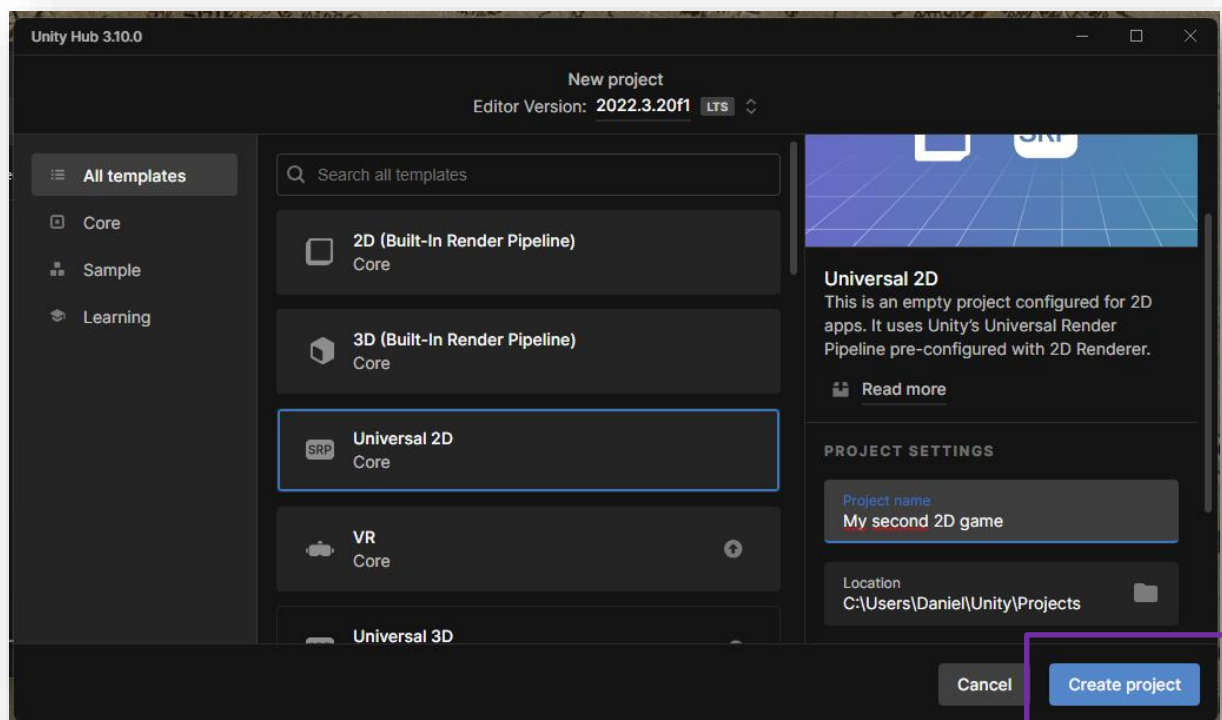 Unity Hub 3.10.0
New project
Editor Version: 2022.3.20f1 LTS
All templates
Core
Sample
Learning
Search all templates
2D (Built-In Render Pipeline)
Core
3D (Built-In Render Pipeline)
Core
SRP
Universal 2D
Core
VR
Core
Universal 3D
SRP
Universal 2D
This is an empty project configured for 2D
apps. It uses Unity's Universal Render
Pipeline pre-configured with 2D Renderer.
Read more
PROJECT SETTINGS
Project name
My second 2D game
Location
C:\Users\Daniel\Unity\Projects
Cancel
Create project